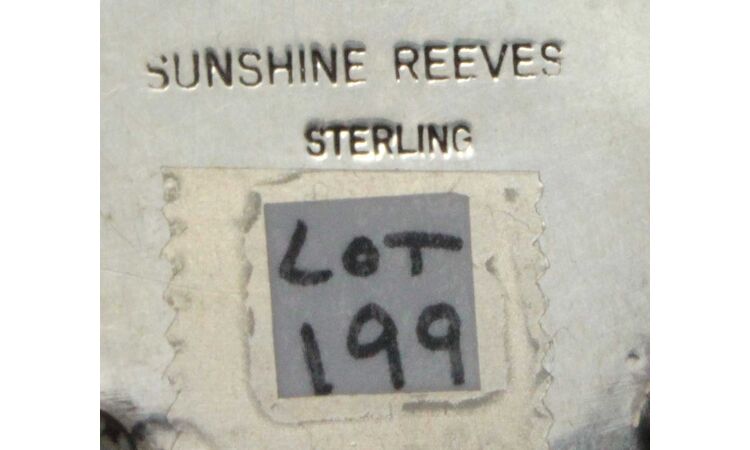 SUNSHINE REEVES
STERLING
LOT
199